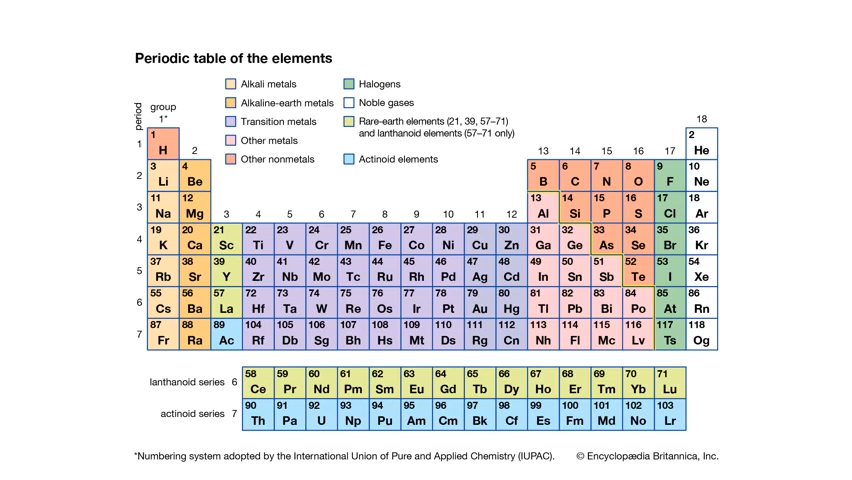 Periodic table of the elements
Alkali metals
Alkaline-earth metals
Transition metals
Other metals
Other nonmetals
Halogens
Noble gases
Rare-earth elements (21, 39, 57–71)
and lanthanoid elements (57–71 only)
Actinoid elements
period
group
1* 2 3 4 5 6 7 8 9 10 11 12 13 14 15 16 17 18
1
1 2
H He
2
3 4 5 6 7 8 9 10
Li Be B C N O F Ne
3
11 12 13 14 15 16 17 18
Na Mg Al Si P S Cl Ar
4
19 20 21 22 23 24 25 26 27 28 29 30 31 32 33 34 35 36
K Ca Sc Ti V Cr Mn Fe Co Ni Cu Zn Ga Ge As Se Br Kr
5
37 38 39 40 41 42 43 44 45 46 47 48 49 50 51 52 53 54
Rb Sr Y Zr Nb Mo Tc Ru Rh Pd Ag Cd In Sn Sb Te I Xe
6
55 56 57 72 73 74 75 76 77 78 79 80 81 82 83 84 85 86
Cs Ba La Hf Ta W Re Os Ir Pt Au Hg Tl Pb Bi Po At Rn
7
87 88 89 104 105 106 107 108 109 110 111 112 113 114 115 116 117 118
Fr Ra Ac Rf Db Sg Bh Hs Mt Ds Rg Cn Nh Fl Mc Lv Ts Og
lanthanoid series 6
58 59 60 61 62 63 64 65 66 67 68 69 70 71
Ce Pr Nd Pm Sm Eu Gd Tb Dy Ho Er Tm Yb Lu
actinoid series 7
90 91 92 93 94 95 96 97 98 99 100 101 102 103
Th Pa U Np Pu Am Cm Bk Cf Es Fm Md No Lr
*Numbering system adopted by the International Union of Pure and Applied Chemistry (IUPAC). © Encyclopædia Britannica, Inc.